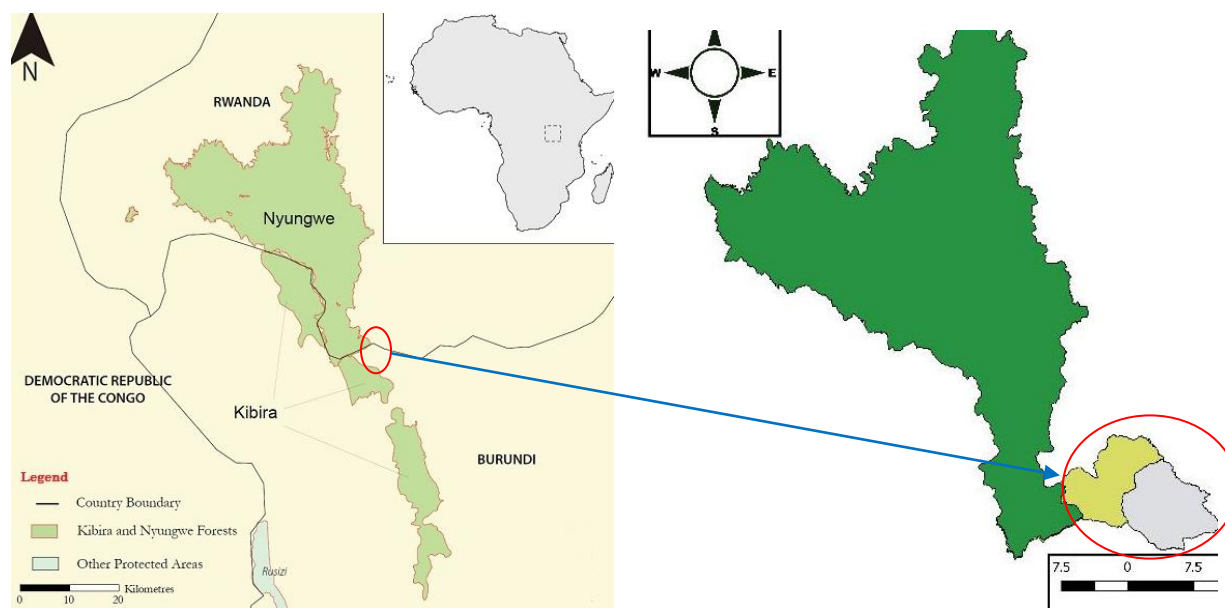 N
RWANDA
Nyungwe
DEMOCRATIC REPUBLIC
OF THE CONGO
Kibira
BURUNDI
Legend
Country Boundary
Kibira and Nyungwe Forests
Other Protected Areas
Rusizi
Kilometres
0 10 20
W E
S
7.5 0 7.5